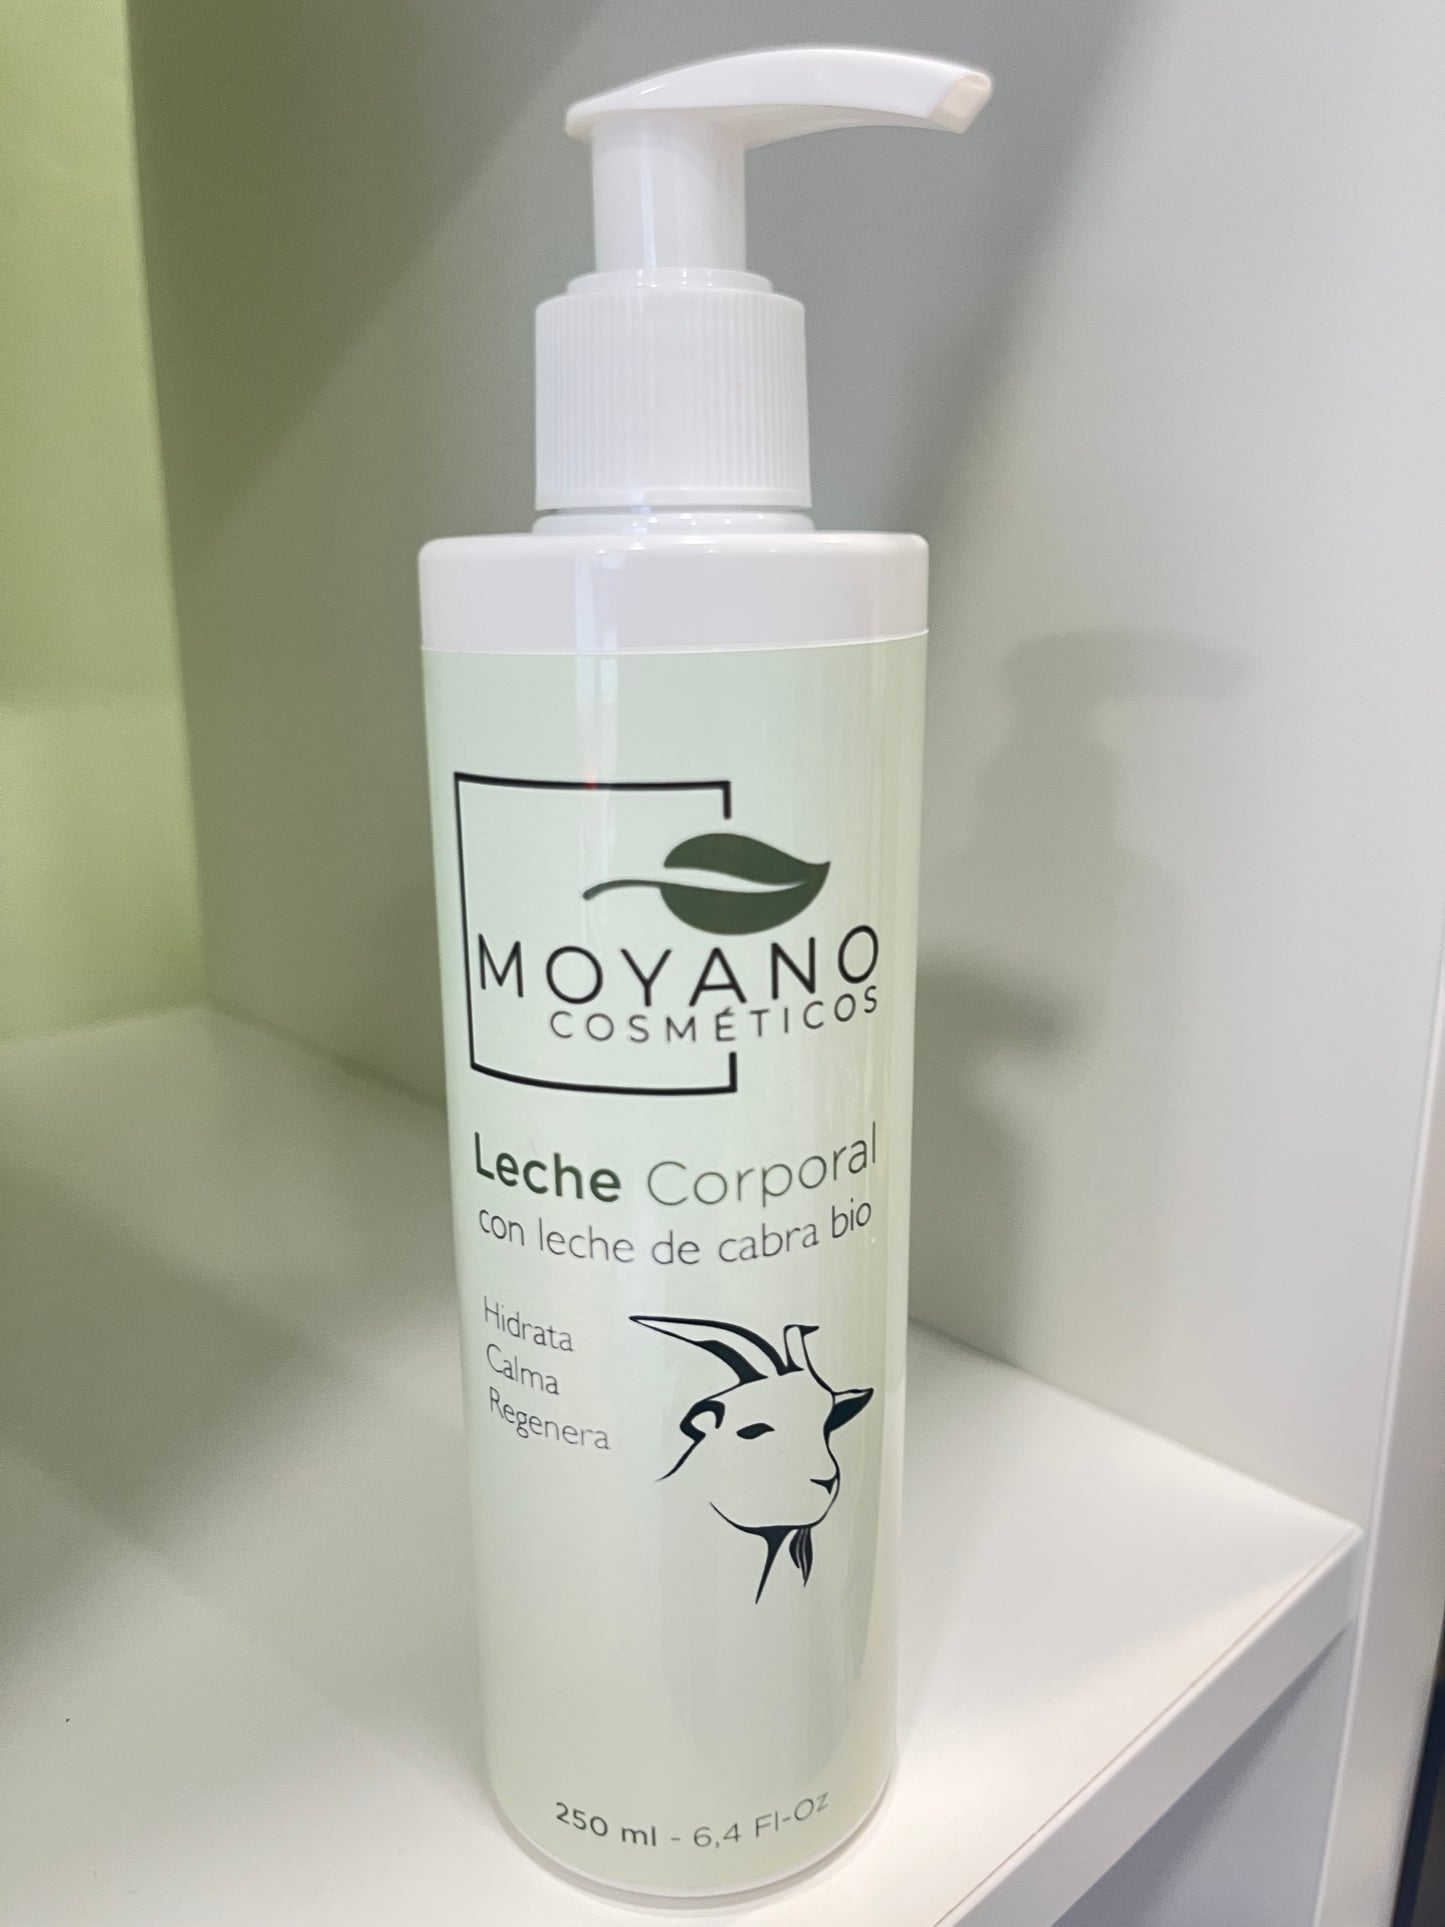 MOYANO
COSMÉTICOS
Leche Corporal
con leche de cabra bio
Hidrata
Calma
Regenera
250 ml - 6,4 Fl-Oz